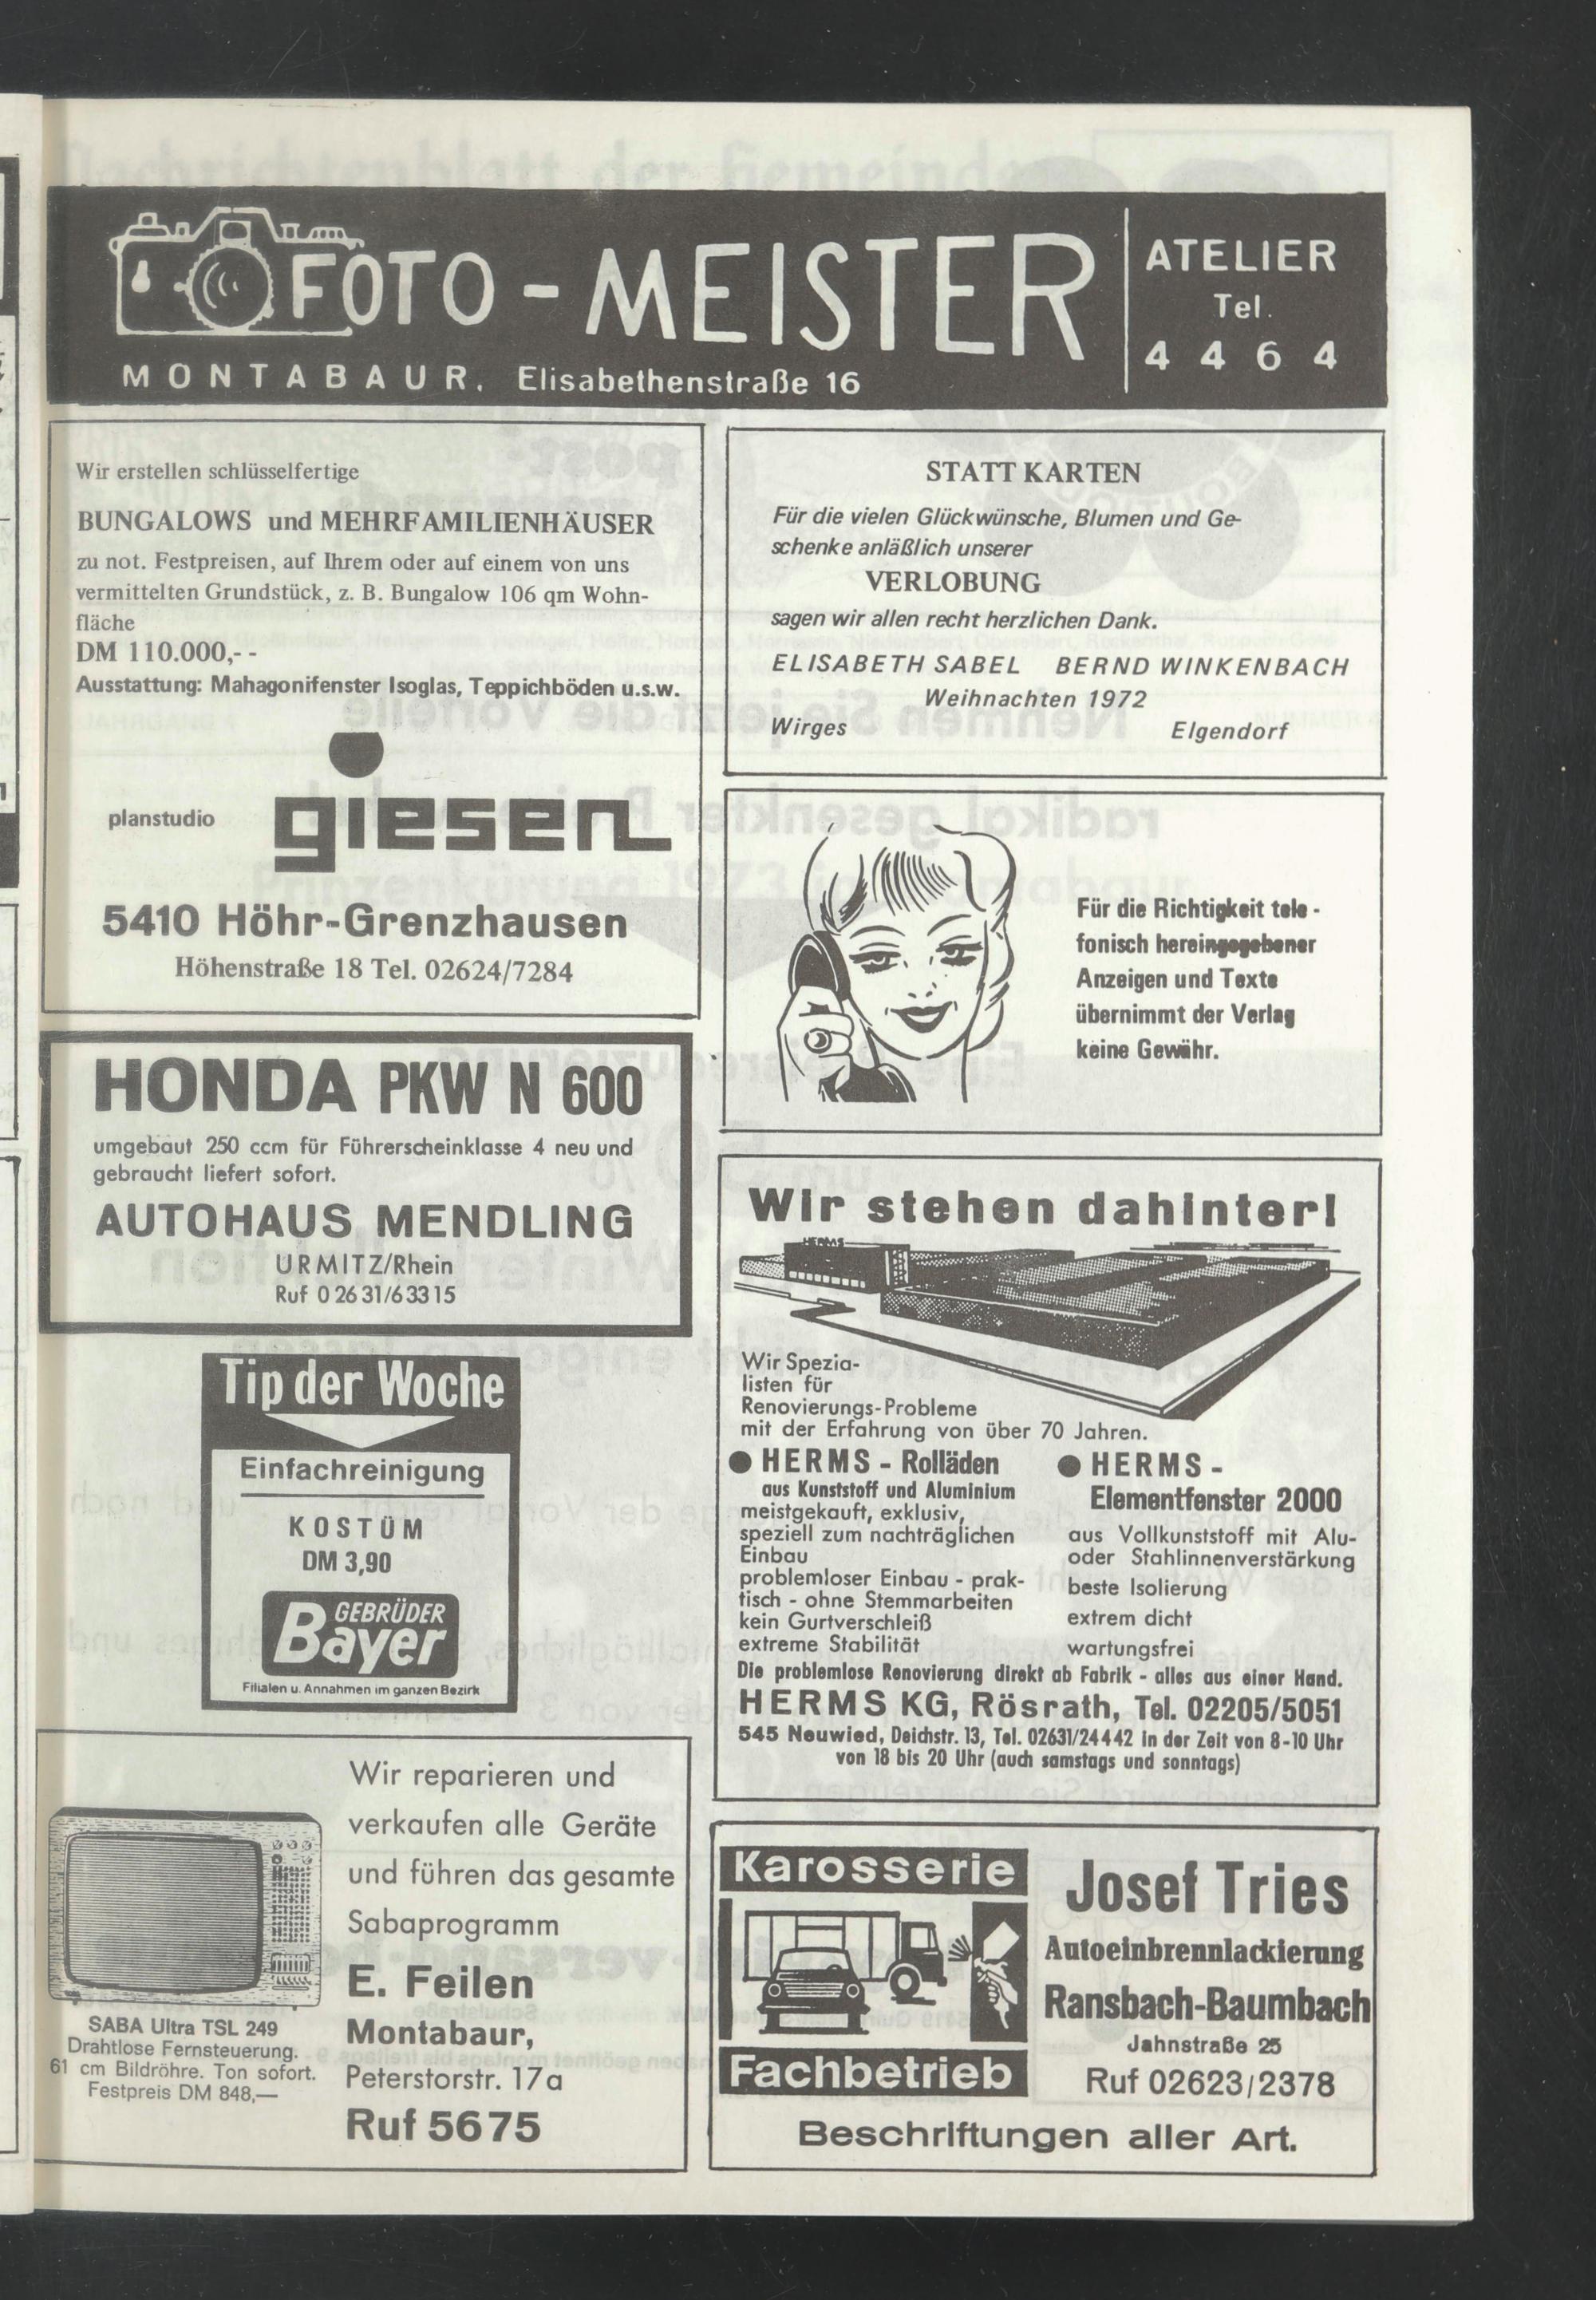 FOTO - MEISTER
MONTABAUR, Elisabethenstraße 16
ATELIER
Tel.
4 4 6 4
Wir erstellen schlüsselfertige
BUNGALOWS und MEHRFAMILIENHÄUSER
zu not. Festpreisen, auf Ihrem oder auf einem von uns
vermittelten Grundstück, z. B. Bungalow 106 qm Wohn-
fläche
DM 110.000,- -
Ausstattung: Mahagonifenster Isoglas, Teppichböden u.s.w.
planstudio
giesen
5410 Höhr-Grenzhausen
Höhenstraße 18 Tel. 02624/7284
HONDA PKW N 600
umgebaut 250 ccm für Führerscheinklasse 4 neu und
gebraucht liefert sofort.
AUTOHAUS MENDLING
URMITZ/Rhein
Ruf 0 26 31/6 33 15
Tip der Woche
Einfachreinigung
KOSTÜM
DM 3,90
GEBRÜDER
Bayer
Filialen u. Annahmen im ganzen Bezirk
Wir reparieren und
verkaufen alle Geräte
und führen das gesamte
Sabaprogramm
E. Feilen
Montabaur,
Peterstorstr. 17a
Ruf 5675
SABA Ultra TSL 249
Drahtlose Fernsteuerung.
61 cm Bildröhre. Ton sofort.
Festpreis DM 848,—
STATT KARTEN
Für die vielen Glückwünsche, Blumen und Ge-
schenke anläßlich unserer
VERLOBUNG
sagen wir allen recht herzlichen Dank.
ELISABETH SABEL BERND WINKENBACH
Weihnachten 1972
Wirges Elgendorf
Für die Richtigkeit tele -
fonisch hereingegebener
Anzeigen und Texte
übernimmt der Verlag
keine Gewähr.
Wir stehen dahinter!
HERMS
Wir Spezia-
listen für
Renovierungs-Probleme
mit der Erfahrung von über 70 Jahren.
● HERMS - Rolläden
aus Kunststoff und Aluminium
meistgekauft, exklusiv,
speziell zum nachträglichen
Einbau
problemloser Einbau - prak-
tisch - ohne Stemmarbeiten
kein Gurtverschleiß
extreme Stabilität
● HERMS -
Elementfenster 2000
aus Vollkunststoff mit Alu-
oder Stahlinnenverstärkung
beste Isolierung
extrem dicht
wartungsfrei
Die problemlose Renovierung direkt ab Fabrik - alles aus einer Hand.
HERMS KG, Rösrath, Tel. 02205/5051
545 Neuwied, Deichstr. 13, Tel. 02631/24442 in der Zeit von 8-10 Uhr
von 18 bis 20 Uhr (auch samstags und sonntags)
Karosserie
Fachbetrieb
Josef Tries
Autoeinbrennlackierung
Ransbach-Baumbach
Jahnstraße 25
Ruf 02623/2378
Beschriftungen aller Art.